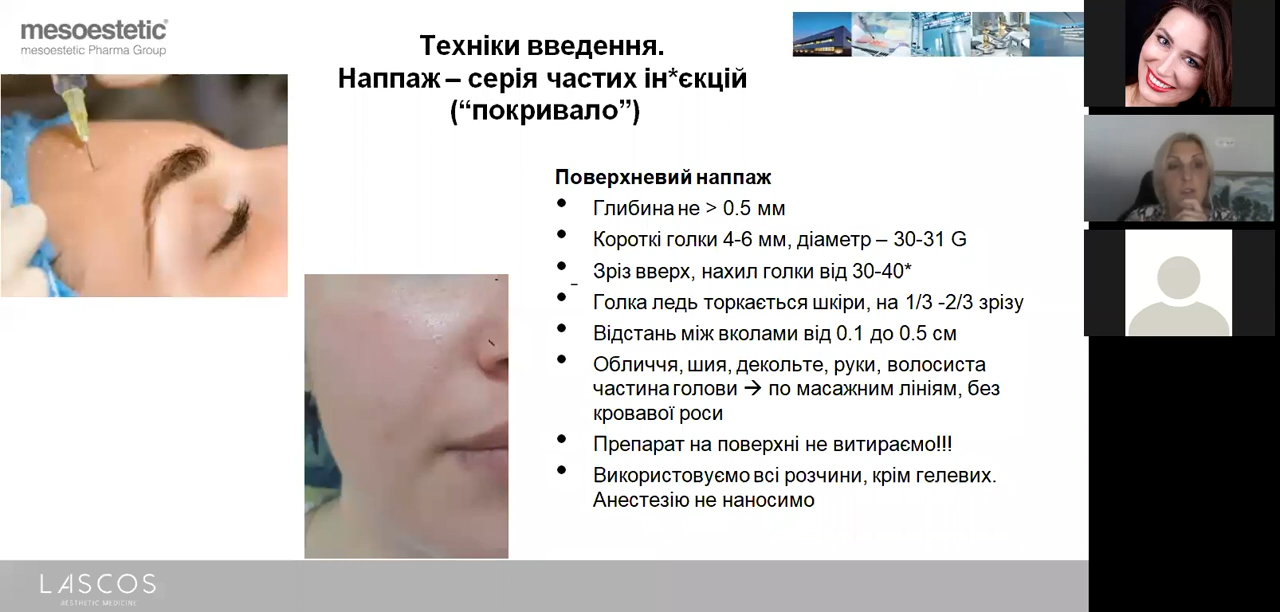 mesoestetic®
mesoestetic Pharma Group
Техніки введення.
Наппаж – серія частих ін*єкцій
(“покривало”)
Поверхневий наппаж
• Глибина не > 0.5 мм
• Короткі голки 4-6 мм, діаметр – 30-31 G
• Зріз вверх, нахил голки від 30-40*
• Голка ледь торкається шкіри, на 1/3 -2/3 зрізу
• Відстань між вколами від 0.1 до 0.5 см
• Обличчя, шия, декольте, руки, волосиста
частина голови → по масажним лініям, без
кровавої роси
• Препарат на поверхні не витираємо!!!
• Використовуємо всі розчини, крім гелевих.
Анестезію не наносимо
LASCOS
AESTHETIC MEDICINE